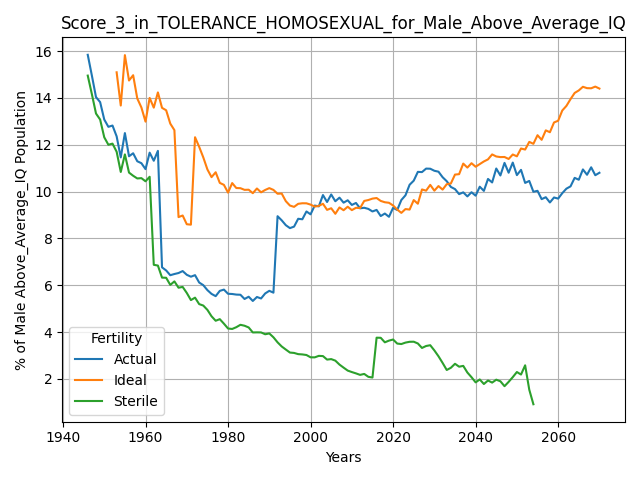 Score_3_in_TOLERANCE_HOMOSEXUAL_for_Male_Above_Average_IQ
% of Male Above_Average_IQ Population
16
14
12
10
8
6
4
2
Fertility
Actual
Ideal
Sterile
1940 1960 1980 2000 2020 2040 2060
Years